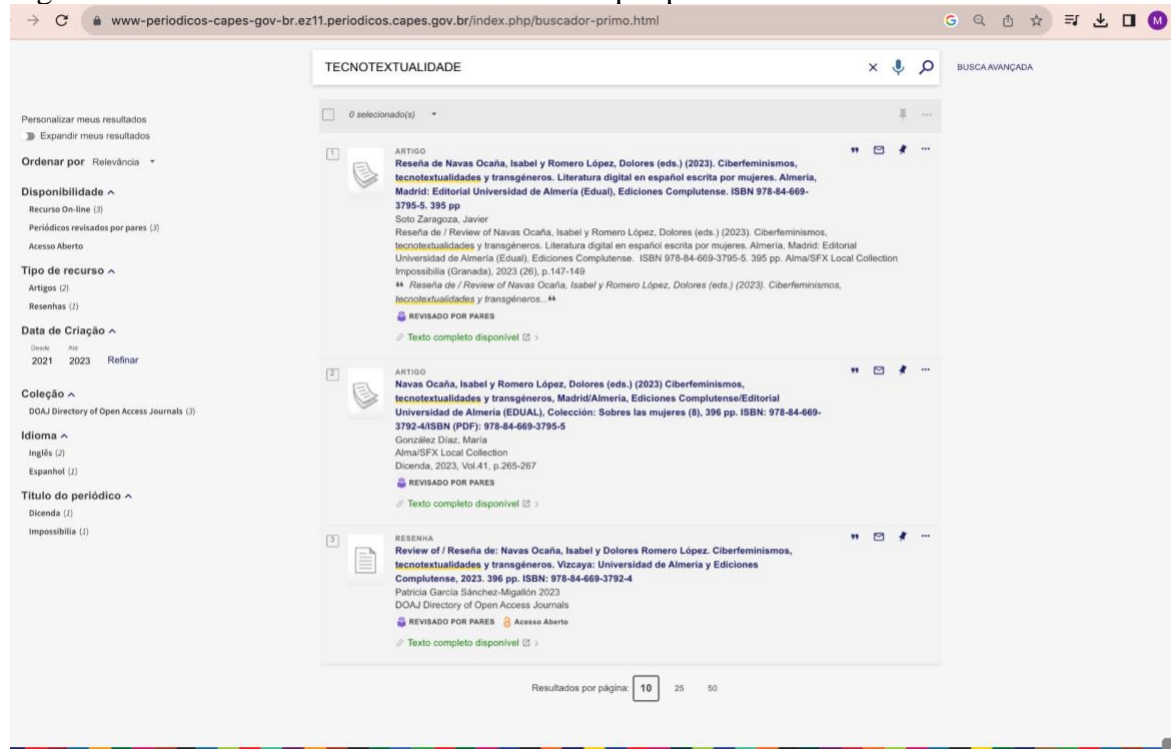 www-periodicos-capes-gov-br.ez11.periodicos.capes.gov.br/index.php/buscador-primo.html
G
M
TECNOTEXTUALIDADE
BUSCA AVANÇADA
Personalizar meus resultados
Expandir meus resultados
Ordenar por Relevância
Disponibilidade
Recurso On-line (3)
Periódicos revisados por pares (3)
Acesso Aberto
Tipo de recurso
Artigos (2)
Resenhas (1)
Data de Criação
Desde Até
2021 2023 Refinar
Coleção
DOAJ Directory of Open Access Journals (3)
Idioma
Inglês (2)
Espanhol (1)
Título do periódico
Dicenda (1)
Impossibilia (1)
0 selecionado(s)
1
ARTIGO
Reseña de Navas Ocaña, Isabel y Romero López, Dolores (eds.) (2023). Ciberfeminismos,
tecnotextualidades y transgéneros. Literatura digital en español escrita por mujeres. Almería,
Madrid: Editorial Universidad de Almería (Edual), Ediciones Complutense. ISBN 978-84-669-
3795-5. 395 pp
Soto Zaragoza, Javier
Reseña de / Review of Navas Ocaña, Isabel y Romero López, Dolores (eds.) (2023). Ciberfeminismos,
tecnotextualidades y transgéneros. Literatura digital en español escrita por mujeres. Almería, Madrid: Editorial
Universidad de Almería (Edual), Ediciones Complutense. ISBN 978-84-669-3795-5. 395 pp. Alma/SFX Local Collection
Impossibilia (Granada), 2023 (26), p.147-149
Reseña de / Review of Navas Ocaña, Isabel y Romero López, Dolores (eds.) (2023). Ciberfeminismos,
tecnotextualidades y transgéneros...
REVISADO POR PARES
Texto completo disponível
2
ARTIGO
Navas Ocaña, Isabel y Romero López, Dolores (eds.) (2023) Ciberfeminismos,
tecnotextualidades y transgéneros, Madrid/Almería, Ediciones Complutense/Editorial
Universidad de Almería (EDUAL), Colección: Sobres las mujeres (8), 396 pp. ISBN: 978-84-669-
3792-4/ISBN (PDF): 978-84-669-3795-5
González Díaz, María
Alma/SFX Local Collection
Dicenda, 2023, Vol.41, p.265-267
REVISADO POR PARES
Texto completo disponível
3
RESENHA
Review of / Reseña de: Navas Ocaña, Isabel y Dolores Romero López. Ciberfeminismos,
tecnotextualidades y transgéneros. Vizcaya: Universidad de Almería y Ediciones
Complutense, 2023. 396 pp. ISBN: 978-84-669-3792-4
Patricia García Sánchez-Migallón 2023
DOAJ Directory of Open Access Journals
REVISADO POR PARES Acesso Aberto
Texto completo disponível
Resultados por página: 10 25 50